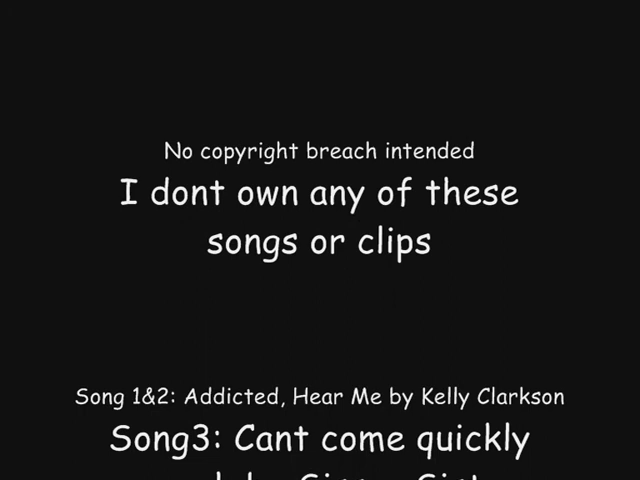 No copyright breach intended
I dont own any of these
songs or clips
Song 1&2: Addicted, Hear Me by Kelly Clarkson
Song3: Cant come quickly